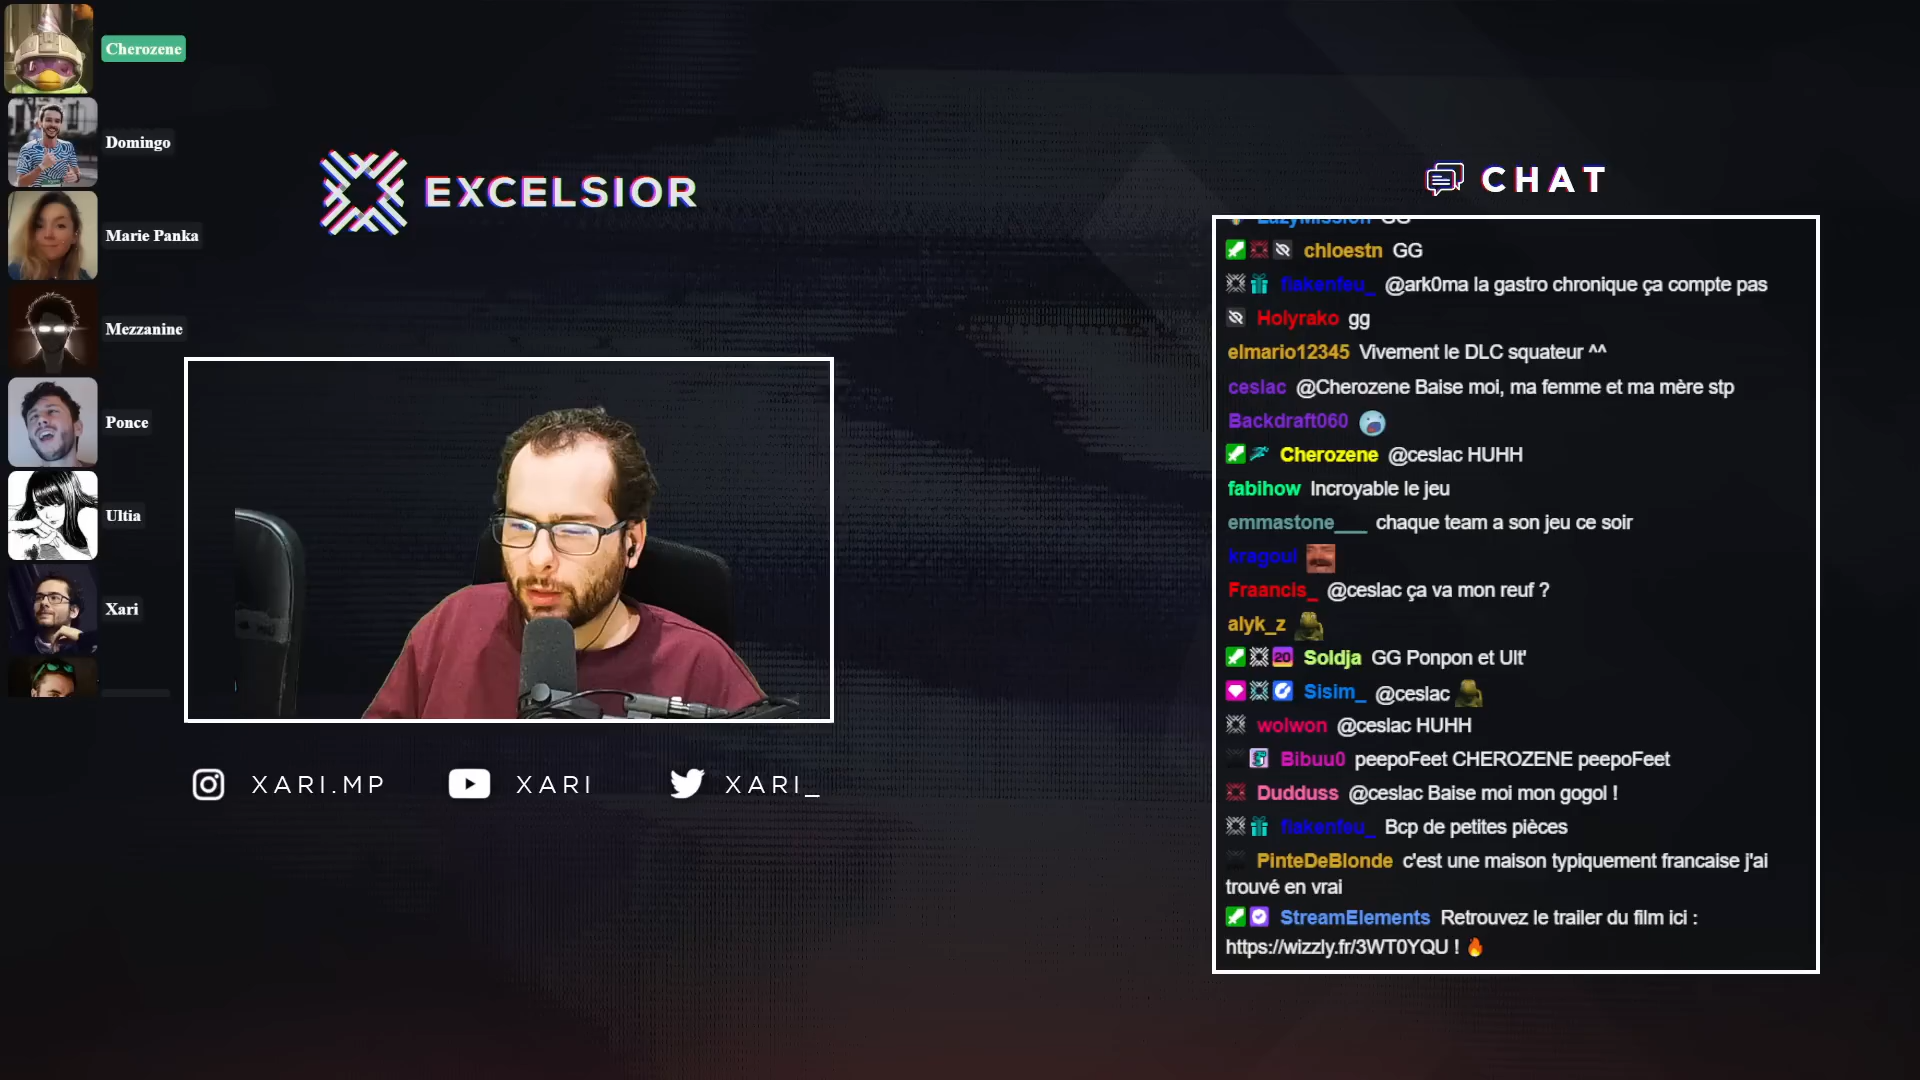 Cherozene
Domingo
Marie Panka
Mezzanine
Ponce
Ultia
Xari
EXCELSIOR
XARI.MP
XARI
XARI_
CHAT
LazyMission GG
chloestn GG
flakenfeu_ @ark0ma la gastro chronique ça compte pas
Holyrako gg
elmario12345 Vivement le DLC squateur ^^
ceslac @Cherozene Baise moi, ma femme et ma mère stp
Backdraft060
Cherozene @ceslac HUHH
fabihow Incroyable le jeu
emmastone___ chaque team a son jeu ce soir
kragoul
Fraancis_ @ceslac ça va mon reuf ?
alyk_z
20 Soldja GG Ponpon et Ult'
Sisim_ @ceslac
wolwon @ceslac HUHH
Bibuu0 peepoFeet CHEROZENE peepoFeet
Dudduss @ceslac Baise moi mon gogol !
flakenfeu_ Bcp de petites pièces
PinteDeBlonde c'est une maison typiquement francaise j'ai
trouvé en vrai
StreamElements Retrouvez le trailer du film ici :
https://wizzly.fr/3WT0YQU !